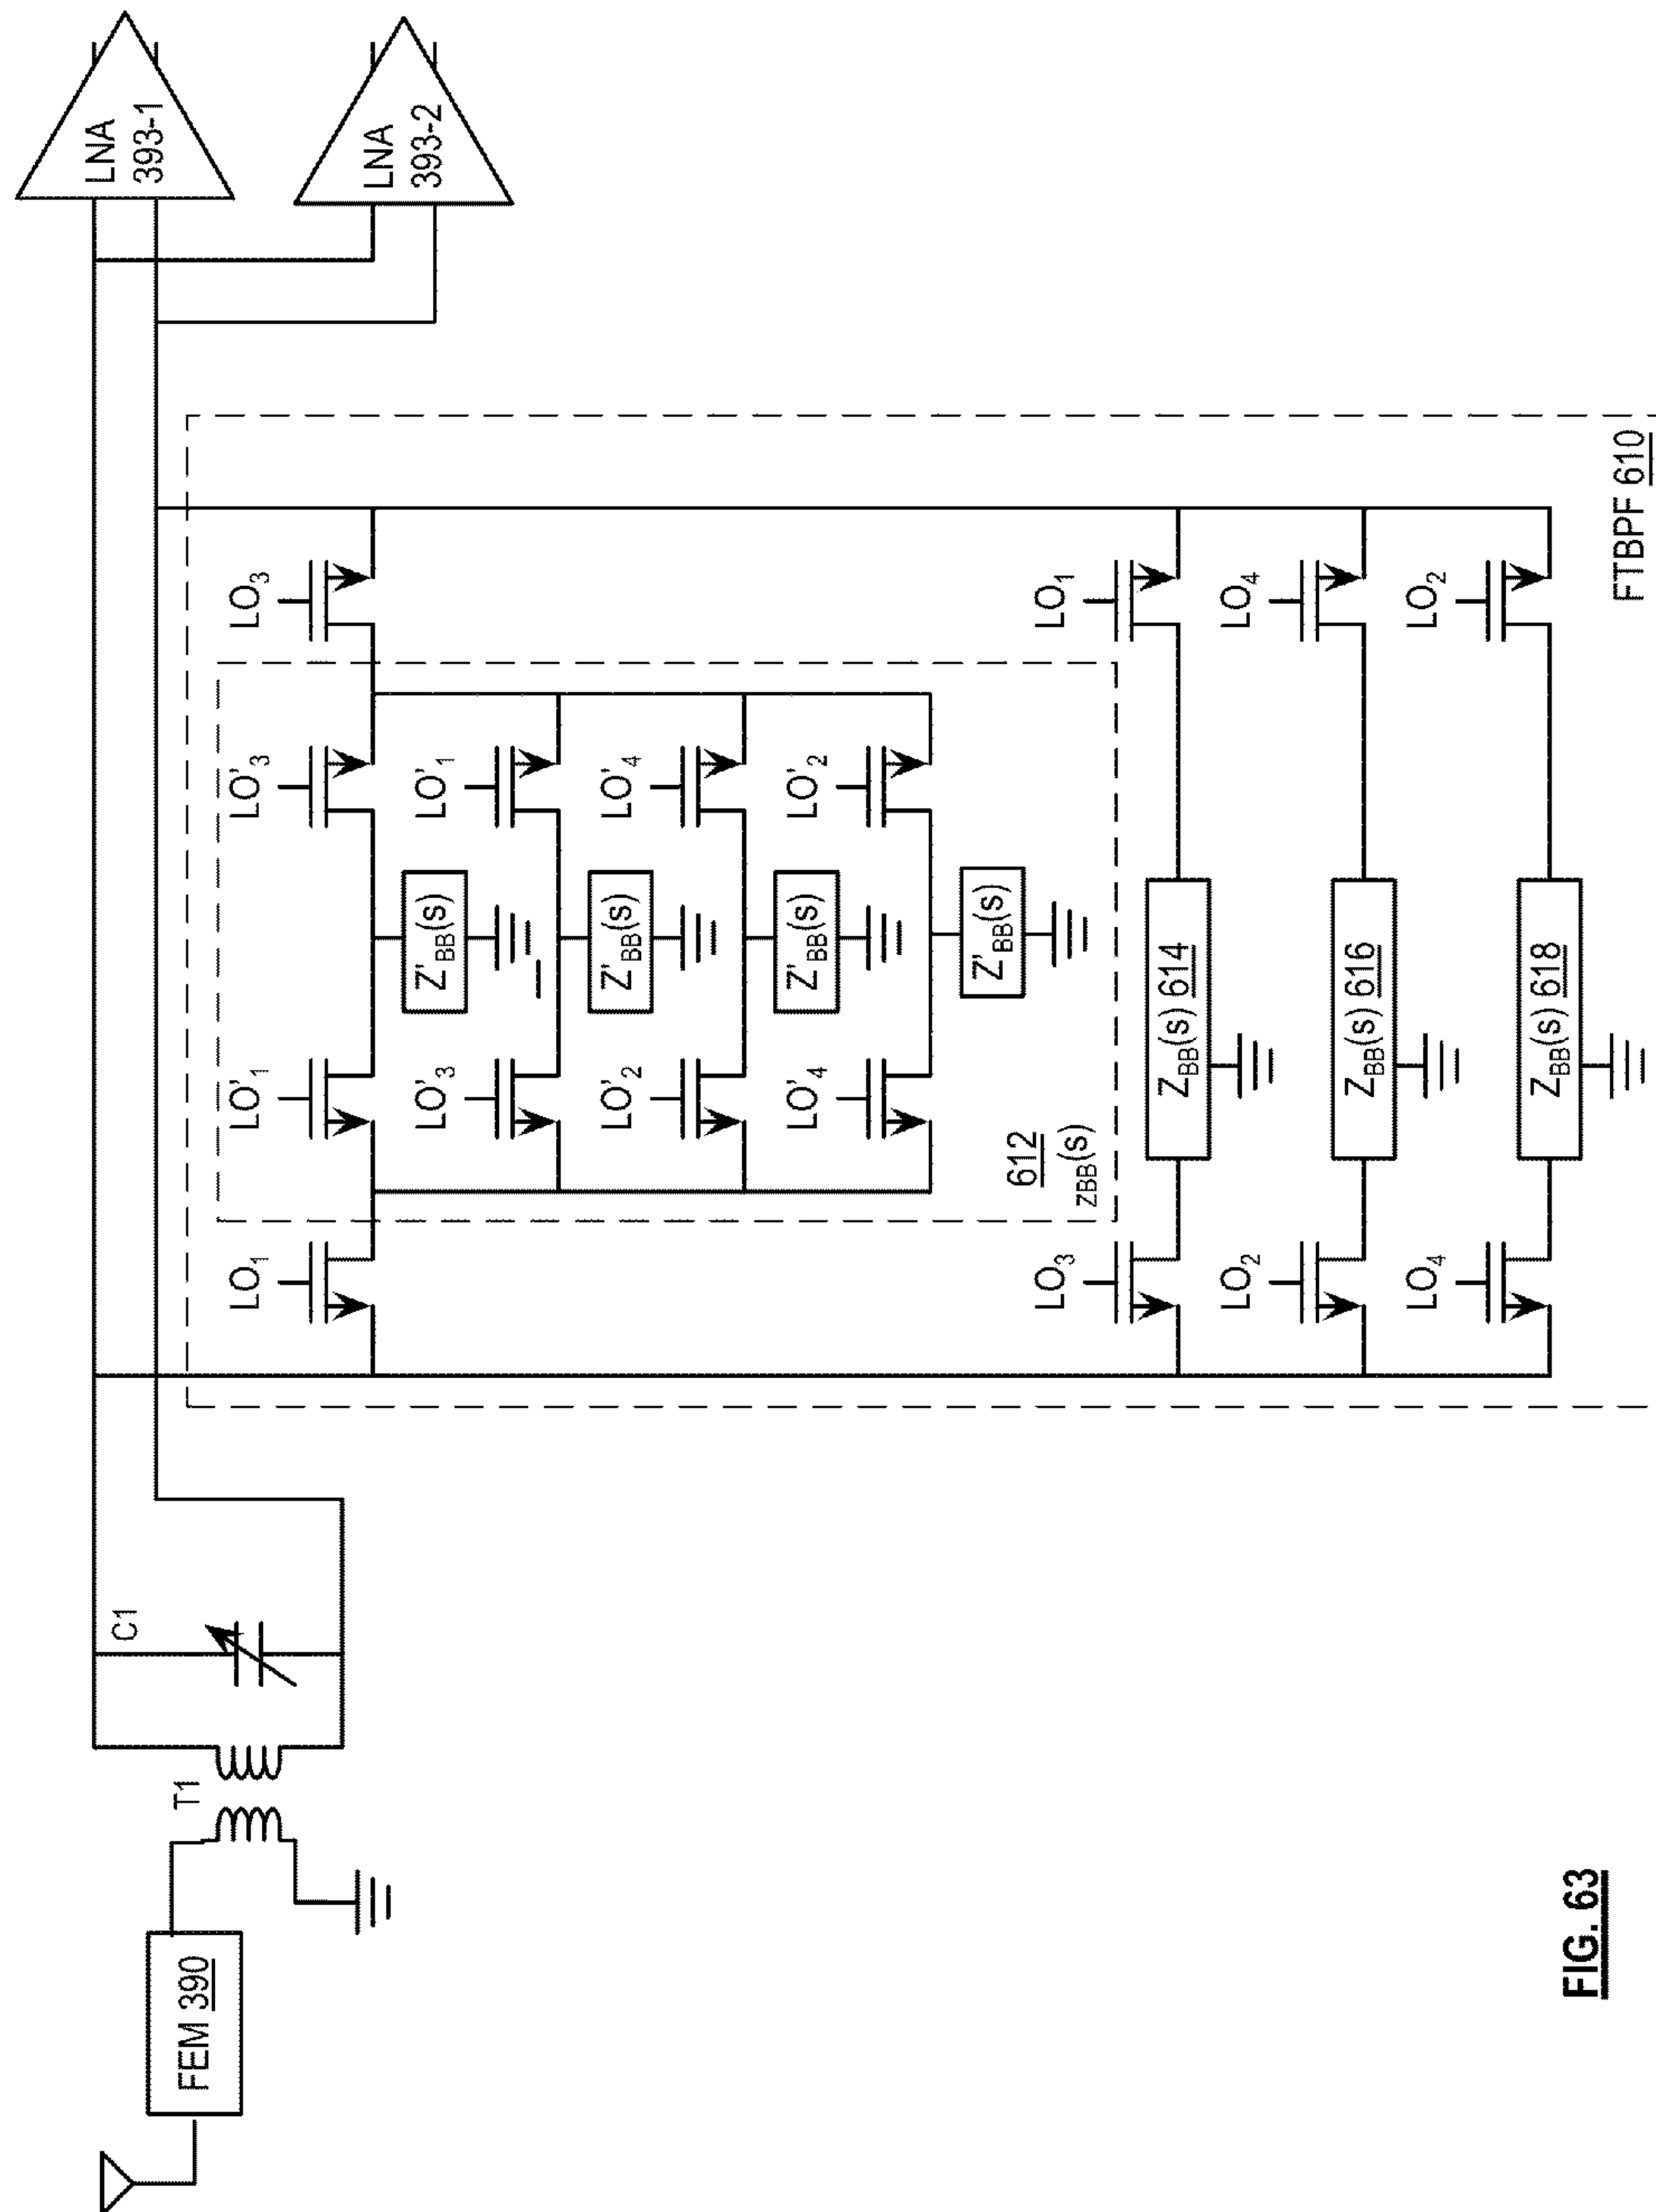 FEM 390
T1
C1
LNA
393-1
LNA
393-2
LO1
LO'1
LO'3
LO3
Z'BB(s)
LO'3
LO'1
Z'BB(s)
LO'2
LO'4
Z'BB(s)
LO'4
LO'2
Z'BB(s)
612
ZBB(s)
LO3
ZBB(s) 614
LO1
LO2
ZBB(s) 616
LO4
LO4
ZBB(s) 618
LO2
FTBPF 610
FIG. 63